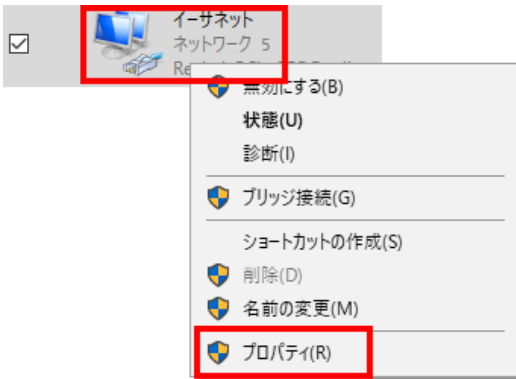 イーサネット
ネットワーク 5
無効にする(B)
状態(U)
診断(I)
ブリッジ接続(G)
ショートカットの作成(S)
削除(D)
名前の変更(M)
プロパティ(R)